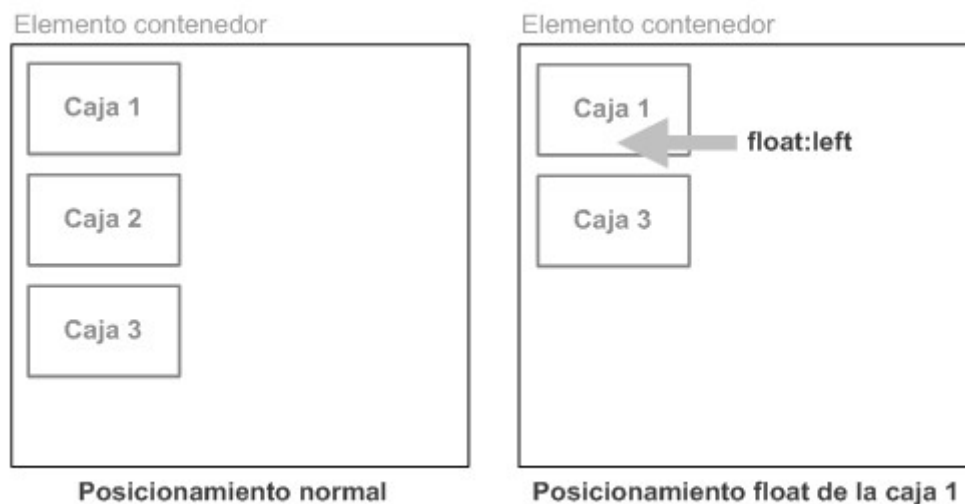 Elemento contenedor
Caja 1
Caja 2
Caja 3
Posicionamiento normal
Elemento contenedor
Caja 1
float:left
Caja 3
Posicionamiento float de la caja 1